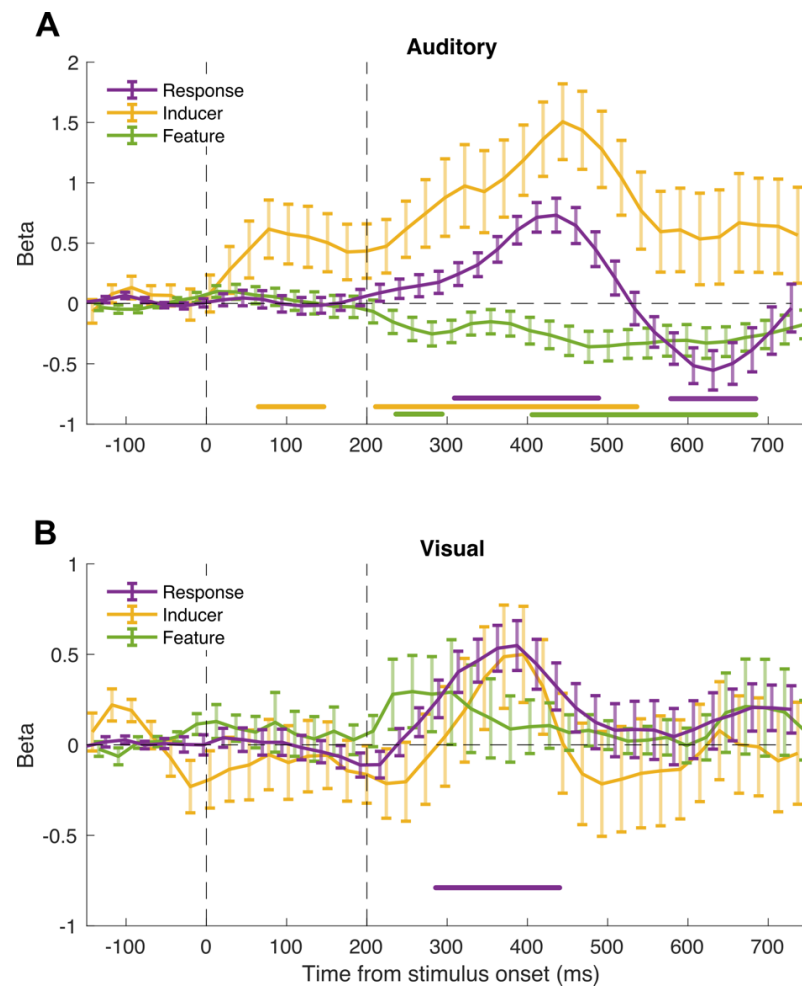 A
Auditory
Response
Inducer
Feature
Beta
2
1.5
1
0.5
0
-0.5
-1
-100 0 100 200 300 400 500 600 700
B
Visual
Response
Inducer
Feature
Beta
1
0.5
0
-0.5
-1
-100 0 100 200 300 400 500 600 700
Time from stimulus onset (ms)